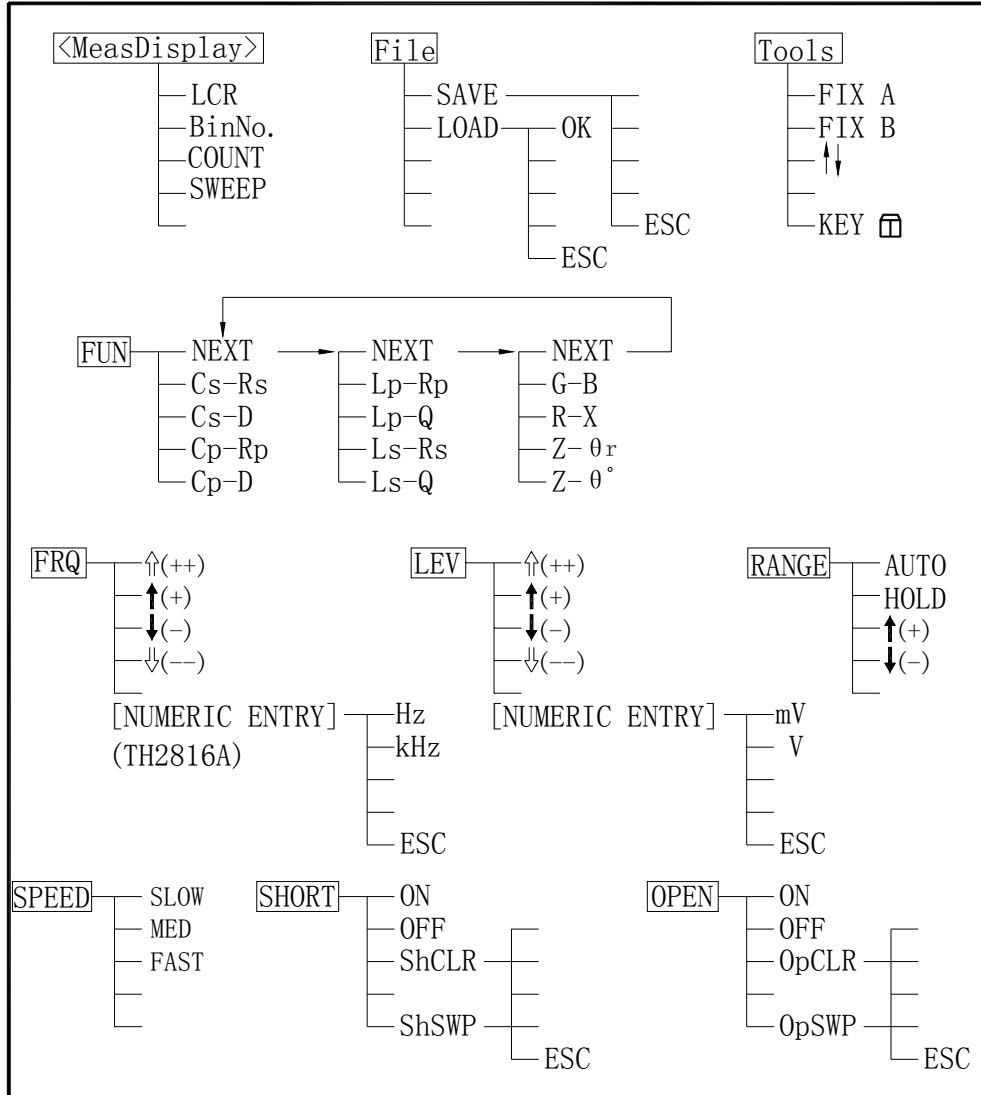 <MeasDisplay> File Tools
LCR SAVE FIX A
BinNo. LOAD OK FIX B
COUNT ↑↓
SWEEP
ESC KEY
ESC
FUN NEXT NEXT NEXT
Cs-Rs Lp-Rp G-B
Cs-D Lp-Q R-X
Cp-Rp Ls-Rs Z-θr
Cp-D Ls-Q Z-θ°
FRQ ⇑(++) LEV ⇑(++) RANGE AUTO
↑(+) ↑(+) HOLD
↓(-) ↓(-) ↑(+)
⇓(--) ⇓(--) ↓(-)
[NUMERIC ENTRY] Hz [NUMERIC ENTRY] mV
(TH2816A) kHz V
ESC ESC
SPEED SLOW SHORT ON OPEN ON
MED OFF OFF
FAST ShCLR OpCLR
ShSWP OpSWP
ESC ESC